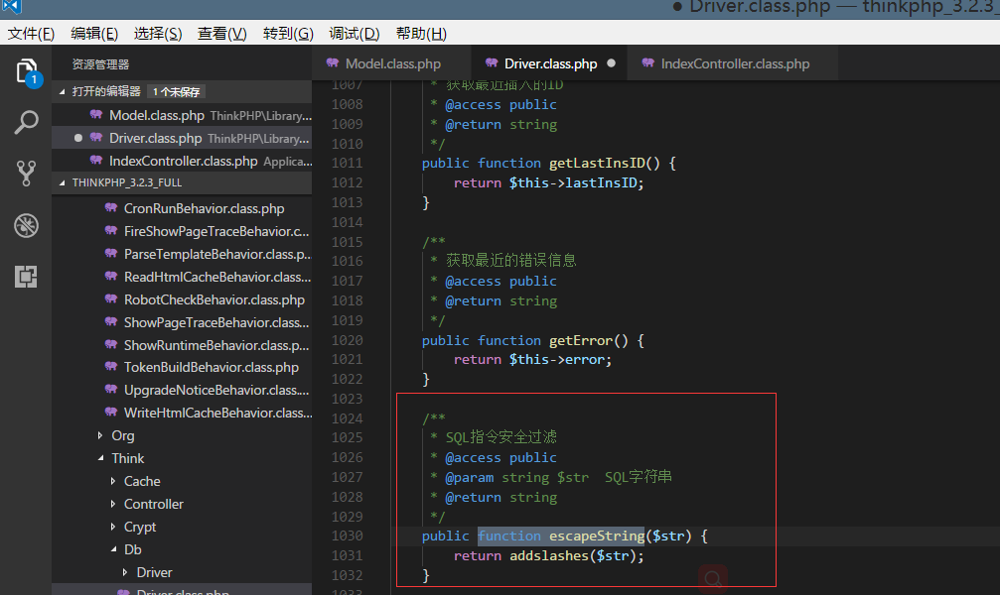 ● Driver.class.php — thinkphp_3.2.3_
文件(F) 编辑(E) 选择(S) 查看(V) 转到(G) 调试(D) 帮助(H)
资源管理器
Model.class.php Driver.class.php ● IndexController.class.php
1
打开的编辑器 1 个未保存
Model.class.php ThinkPHP\Library...
● Driver.class.php ThinkPHP\Library...
IndexController.class.php Applica...
THINKPHP_3.2.3_FULL
CronRunBehavior.class.php
FireShowPageTraceBehavior.c...
ParseTemplateBehavior.class.p...
ReadHtmlCacheBehavior.class...
RobotCheckBehavior.class.php
ShowPageTraceBehavior.class...
ShowRuntimeBehavior.class.p...
TokenBuildBehavior.class.php
UpgradeNoticeBehavior.class....
WriteHtmlCacheBehavior.class...
Org
Think
Cache
Controller
Crypt
Db
Driver
Driver.class.php
1007 * 获取最近插入的ID
1008 * @access public
1009 * @return string
1010 */
1011 public function getLastInsID() {
1012 return $this->lastInsID;
1013 }
1014
1015 /**
1016 * 获取最近的错误信息
1017 * @access public
1018 * @return string
1019 */
1020 public function getError() {
1021 return $this->error;
1022 }
1023
1024 /**
1025 * SQL指令安全过滤
1026 * @access public
1027 * @param string $str SQL字符串
1028 * @return string
1029 */
1030 public function escapeString($str) {
1031 return addslashes($str);
1032 }
1033